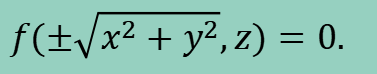 f(±√x² + y², z) = 0.